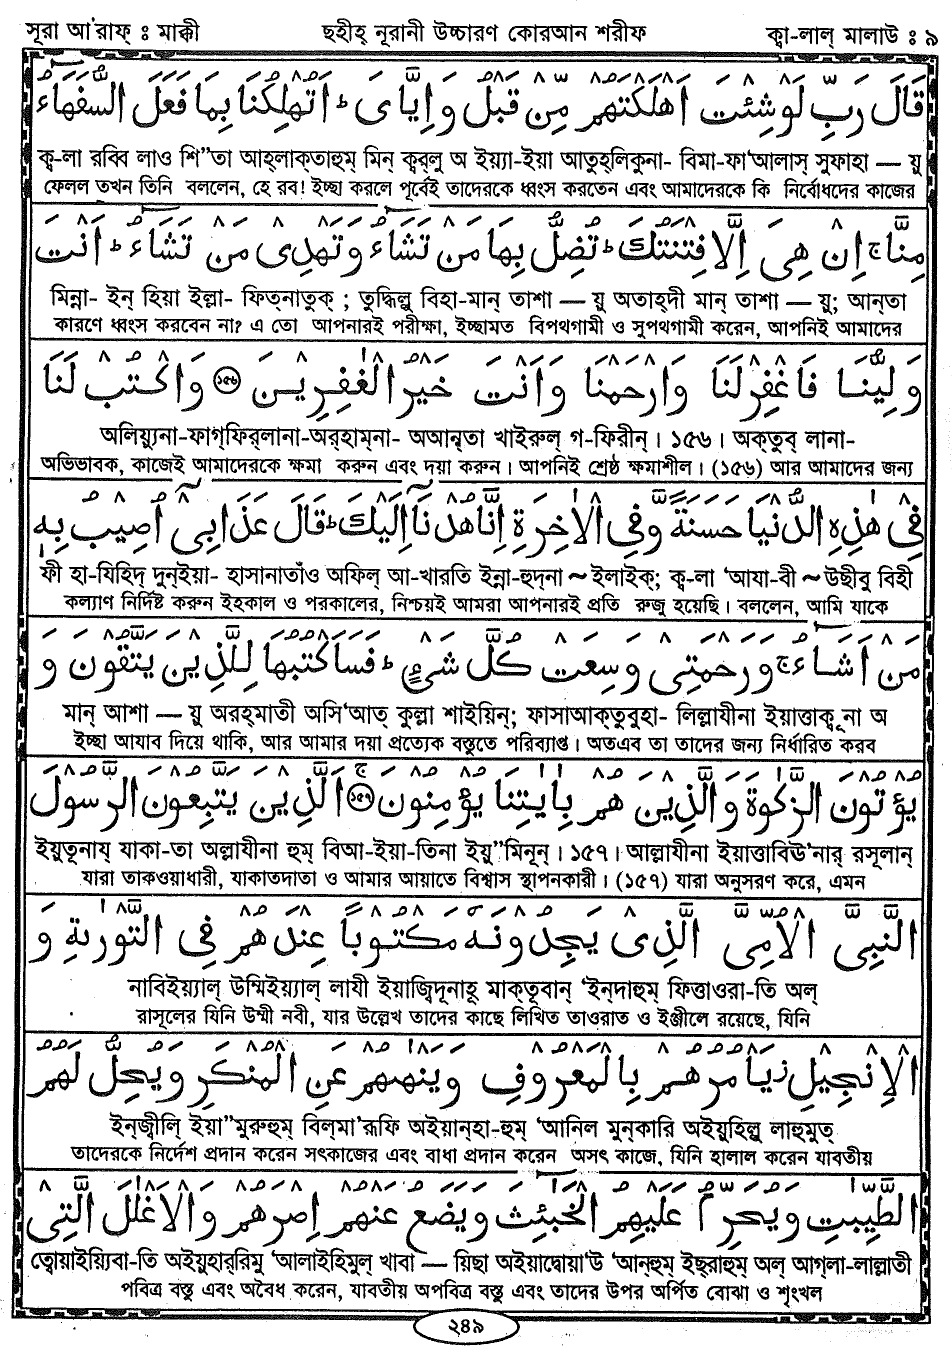 সূরা আ'রাফ্ : মাক্কী ছহীহ্ নূরানী উচ্চারণ কোরআন শরীফ ক্বা-লাল্ মালাউ : ৯
قَالَ رَبِّ لَوْ شِئْتَ اَهْلَكْتَهُمْ مِّنْ قَبْلُ وَاِيَّاىَ ؕ اَتُهْلِكُنَا بِمَا فَعَلَ السُّفَهَآءُ
ক্ব-লা রব্বি লাও শি”তা আহ্‌লাক্‌তাহুম্ মিন্ ক্বব্‌লু অ ইয়্যা-ইয়া আতুহ্‌লিকুনা- বিমা-ফা'আলাস্ সুফাহা — য়ু
ফেলল তখন তিনি বললেন, হে রব! ইচ্ছা করলে পূর্বেই তাদেরকে ধ্বংস করতেন এবং আমাদেরকে কি নির্বোধদের কাজের
مِنَّا ۚ اِنْ هِىَ اِلَّا فِتْنَتُكَ ؕ تُضِلُّ بِهَا مَنْ تَشَآءُ وَتَهْدِىْ مَنْ تَشَآءُ ؕ اَنْتَ
মিন্না- ইন্ হিয়া ইল্লা- ফিত্‌নাতুক্ ; তুদ্বিল্লু বিহা-মান্ তাশা — য়ু অতাহ্‌দী মান্ তাশা — য়ু; আন্‌তা
কারণে ধ্বংস করবেন না? এ তো আপনারই পরীক্ষা, ইচ্ছামত বিপথগামী ও সুপথগামী করেন, আপনিই আমাদের
وَلِيُّنَا فَاغْفِرْ لَنَا وَارْحَمْنَا وَاَنْتَ خَيْرُ الْغٰفِرِيْنَ ﴿১৫৬﴾ وَاكْتُبْ لَنَا
অলিয়্যুনা-ফাগ্‌ফির্‌লানা-অর্‌হাম্‌না- অআন্ব্‌তা খাইরুল্ গ-ফিরীন্ । ১৫৬। অক্‌তুব্ লানা-
অভিভাবক, কাজেই আমাদেরকে ক্ষমা করুন এবং দয়া করুন। আপনিই শ্রেষ্ঠ ক্ষমাশীল। (১৫৬) আর আমাদের জন্য
فِىْ هٰذِهِ الدُّنْيَا حَسَنَةً وَّفِى الْاٰخِرَةِ اِنَّا هُدْنَاۤ اِلَيْكَ ؕ قَالَ عَذَابِىْۤ اُصِيْبُ بِهٖ
ফী হা-যিহিদ্ দুন্ইয়া- হাসানাতাঁও অফিল্ আ-খারতি ইন্না-হুদ্‌না ~ ইলাইক্; ক্ব-লা 'আযা-বী ~ উছীবু বিহী
কল্যাণ নির্দিষ্ট করুন ইহকাল ও পরকালের, নিশ্চয়ই আমরা আপনারই প্রতি রুজু হয়েছি। বললেন, আমি যাকে
مَنْ اَشَآءُ ۚ وَرَحْمَتِىْ وَسِعَتْ كُلَّ شَىْءٍ ؕ فَسَاَكْتُبُهَا لِلَّذِيْنَ يَتَّقُوْنَ وَ
মান্ আশা — য়ু অরহ্‌মাতী অসি'আত্ কুল্লা শাইয়িন্; ফাসাআক্‌তুবুহা- লিল্লাযীনা ইয়াত্তাক্বূনা অ
ইচ্ছা আযাব দিয়ে থাকি, আর আমার দয়া প্রত্যেক বস্তুতে পরিব্যাপ্ত। অতএব তা তাদের জন্য নির্ধারিত করব
يُؤْتُوْنَ الزَّكٰوةَ وَالَّذِيْنَ هُمْ بِاٰيٰتِنَا يُؤْمِنُوْنَ ﴿১৫৭﴾ۚ اَلَّذِيْنَ يَتَّبِعُوْنَ الرَّسُوْلَ
ইয়ুতূনায্ যাকা-তা অল্লাযীনা হুম্ বিআ-ইয়া-তিনা ইয়ু”মিনূন্ । ১৫৭। আল্লাযীনা ইয়াত্তাবিউ'নার্ রসূলান্
যারা তাকওয়াধারী, যাকাতদাতা ও আমার আয়াতে বিশ্বাস স্থাপনকারী। (১৫৭) যারা অনুসরণ করে, এমন
النَّبِىَّ الْاُمِّىَّ الَّذِىْ يَجِدُوْنَهٗ مَكْتُوْبًا عِنْدَهُمْ فِى التَّوْرٰىةِ وَ
নাবিইয়্যাল্ উম্মিইয়্যাল্ লাযী ইয়াজ্বিদূনাহূ মাক্‌তূবান্ 'ইন্‌দাহুম্ ফিত্তাওরা-তি অল্
রাসূলের যিনি উম্মী নবী, যার উল্লেখ তাদের কাছে লিখিত তাওরাত ও ইঞ্জীলে রয়েছে, যিনি
الْاِنْجِيْلِ ز يَاْمُرُهُمْ بِالْمَعْرُوْفِ وَيَنْهٰىهُمْ عَنِ الْمُنْكَرِ وَيُحِلُّ لَهُمُ
ইন্‌জ্বীলি ইয়া”মুরুহুম্ বিল্‌মা'রূফি অইয়ান্‌হা-হুম্ 'আনিল মুন্‌কারি অইয়ুহিল্লু লাহুমুত্
তাদেরকে নির্দেশ প্রদান করেন সৎকাজের এবং বাধা প্রদান করেন অসৎ কাজে, যিনি হালাল করেন যাবতীয়
الطَّيِّبٰتِ وَيُحَرِّمُ عَلَيْهِمُ الْخَبٰٓئِثَ وَيَضَعُ عَنْهُمْ اِصْرَهُمْ وَالْاَغْلٰلَ الَّتِىْ
ত্বোয়াইয়্যিবা-তি অইয়ুহার্‌রিমু 'আলাইহিমুল্ খাবা — য়িছা অইয়াদ্বোয়া'উ 'আন্‌হুম্ ইছ্‌রাহুম্ অল্ আগ্‌লা-লাল্লাতী
পবিত্র বস্তু এবং অবৈধ করেন, যাবতীয় অপবিত্র বস্তু এবং তাদের উপর অর্পিত বোঝা ও শৃংখল
২৪৯